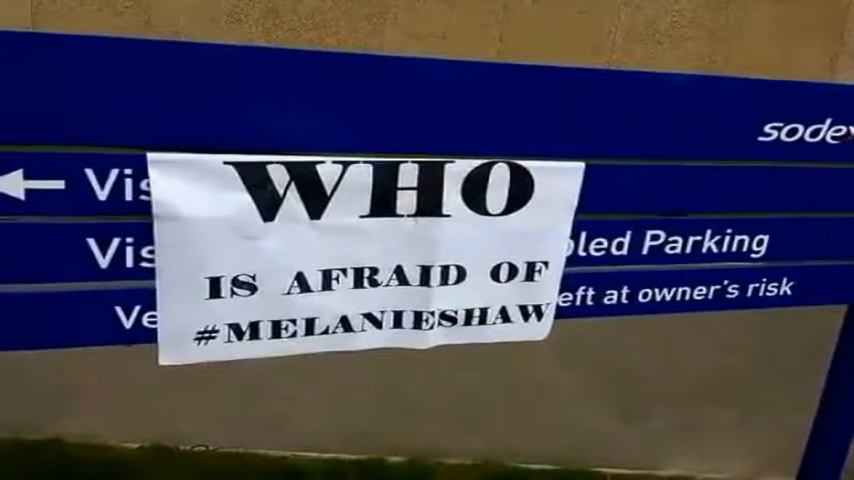 sode
Vis
WHO
Vis
IS AFRAID OF
bled Parking
#MELANIESHAW
Ve
eft at owner's risk